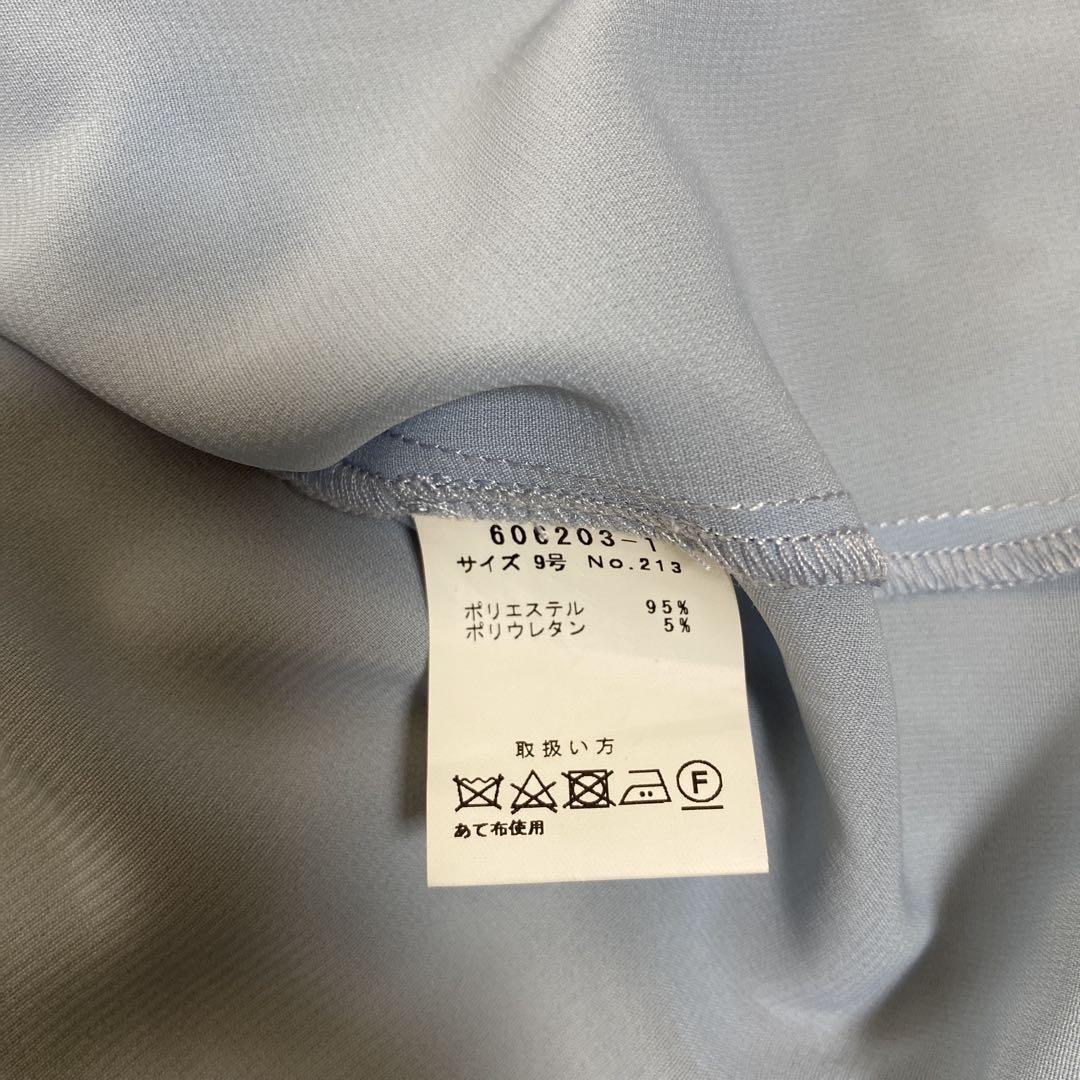 606203-1
サイズ 9号 No.213
ポリエステル 95%
ポリウレタン 5%
取扱い方
F
あて布使用